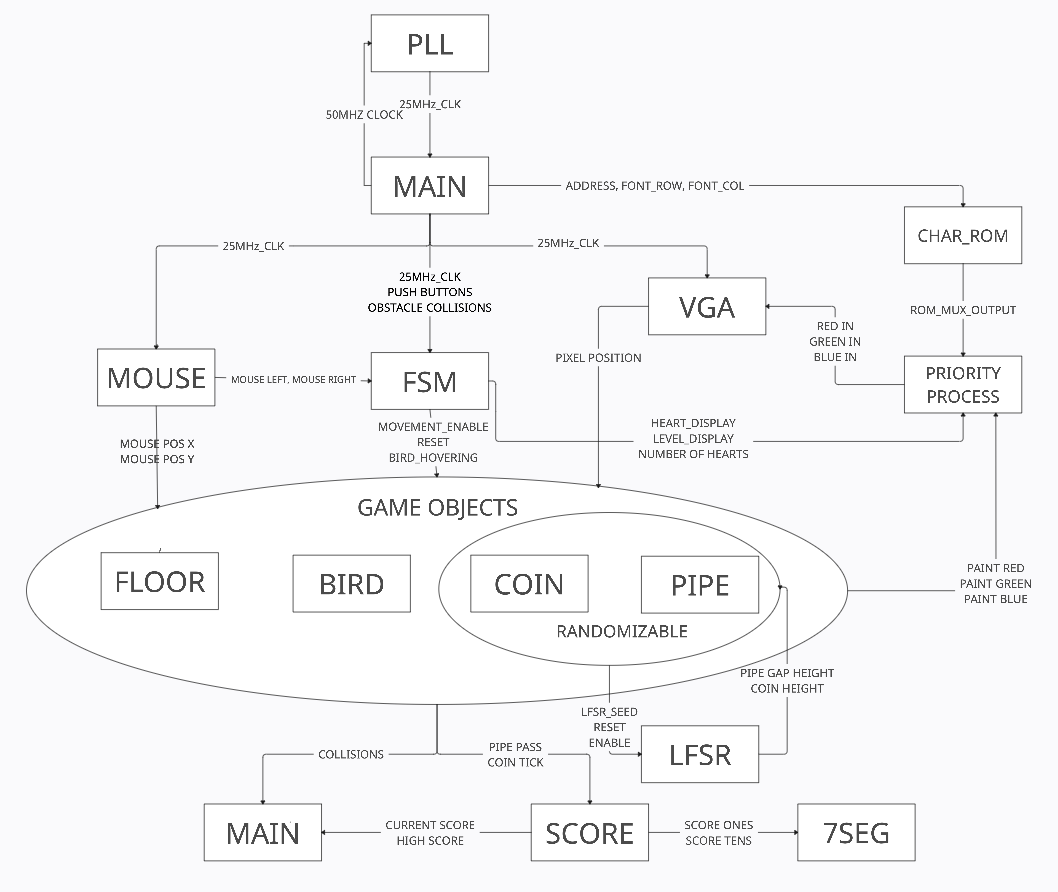 PLL
25MHz_CLK
50MHZ CLOCK
MAIN
ADDRESS, FONT_ROW, FONT_COL
CHAR_ROM
25MHz_CLK
25MHz_CLK
25MHz_CLK
PUSH BUTTONS
OBSTACLE COLLISIONS
VGA
ROM_MUX_OUTPUT
RED IN
GREEN IN
BLUE IN
PIXEL POSITION
MOUSE
MOUSE LEFT, MOUSE RIGHT
FSM
PRIORITY
PROCESS
MOUSE POS X
MOUSE POS Y
MOVEMENT_ENABLE
RESET
BIRD_HOVERING
HEART_DISPLAY
LEVEL_DISPLAY
NUMBER OF HEARTS
GAME OBJECTS
FLOOR
BIRD
COIN
PIPE
RANDOMIZABLE
PAINT RED
PAINT GREEN
PAINT BLUE
PIPE GAP HEIGHT
COIN HEIGHT
LFSR_SEED
RESET
ENABLE
LFSR
COLLISIONS
PIPE PASS
COIN TICK
MAIN
CURRENT SCORE
HIGH SCORE
SCORE
SCORE ONES
SCORE TENS
7SEG